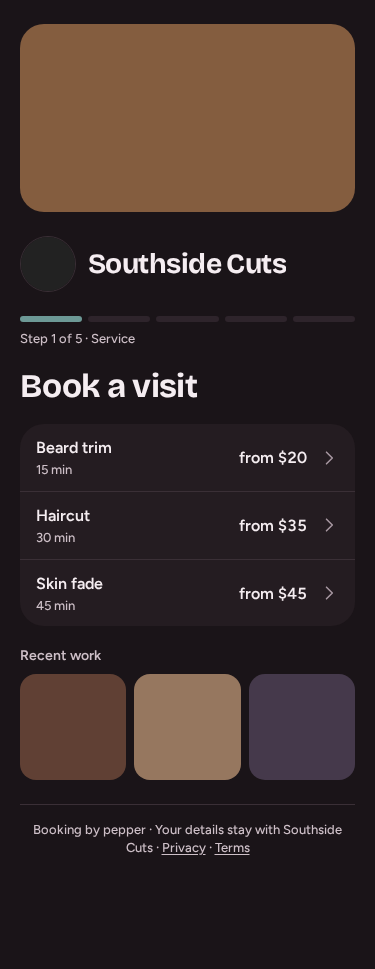 Southside Cuts
Step 1 of 5 · Service
Book a visit
Beard trim
from $20
15 min
Haircut
from $35
30 min
Skin fade
from $45
45 min
Recent work
Booking by pepper · Your details stay with Southside
Cuts · Privacy · Terms